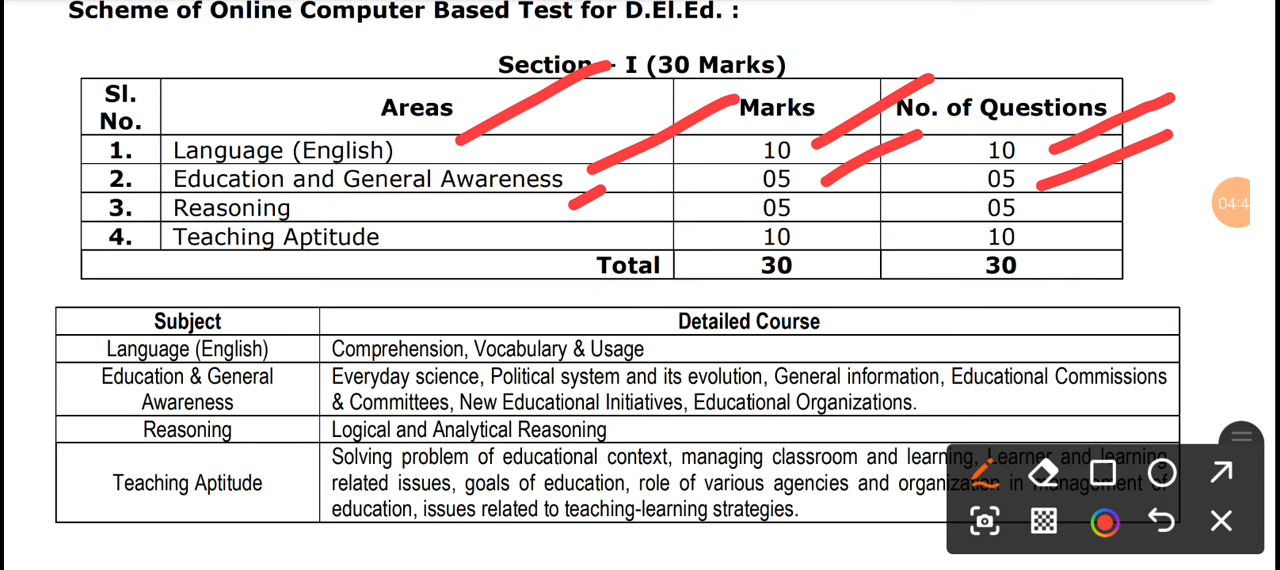 Scheme of Online Computer Based Test for D.El.Ed. :
Section - I (30 Marks)
Sl. No. Areas Marks No. of Questions
1. Language (English) 10 10
2. Education and General Awareness 05 05
3. Reasoning 05 05
4. Teaching Aptitude 10 10
Total 30 30
04:4
Subject Detailed Course
Language (English) Comprehension, Vocabulary & Usage
Education & General Awareness Everyday science, Political system and its evolution, General information, Educational Commissions
& Committees, New Educational Initiatives, Educational Organizations.
Reasoning Logical and Analytical Reasoning
Teaching Aptitude Solving problem of educational context, managing classroom and learning, Learner and learning
related issues, goals of education, role of various agencies and organization in management of
education, issues related to teaching-learning strategies.